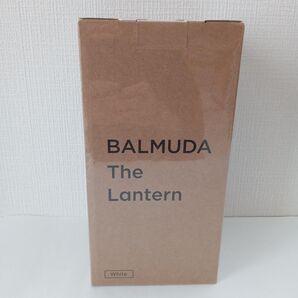 BALMUDA
The
Lantern
White